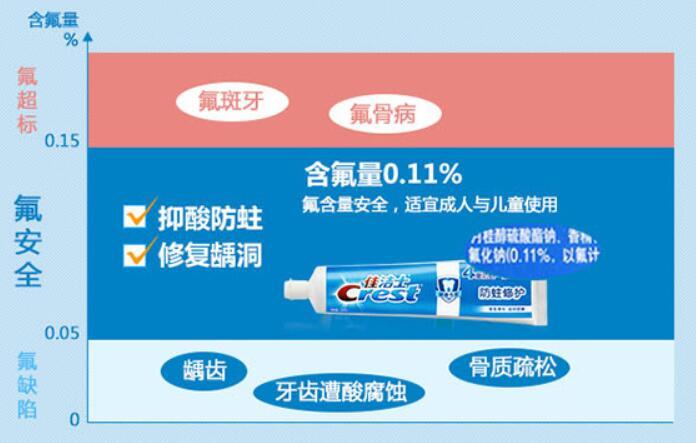 含氟量
%
氟超标
氟斑牙
氟骨病
0.15
含氟量0.11%
氟含量安全，适宜成人与儿童使用
氟安全
抑酸防蛀
修复龋洞
月桂醇硫酸酯钠、香精、
氟化钠(0.11%，以氟计
佳洁士
Crest
防蛀修护
0.05
氟缺陷
龋齿
牙齿遭酸腐蚀
骨质疏松
0